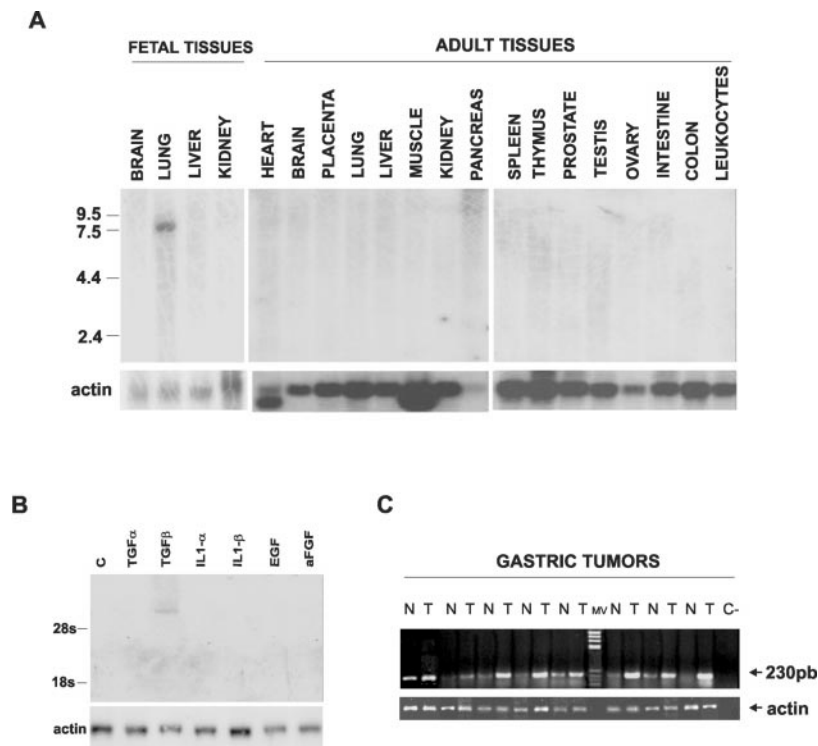 A
FETAL TISSUES
ADULT TISSUES
BRAIN
LUNG
LIVER
KIDNEY
HEART
BRAIN
PLACENTA
LUNG
LIVER
MUSCLE
KIDNEY
PANCREAS
SPLEEN
THYMUS
PROSTATE
TESTIS
OVARY
INTESTINE
COLON
LEUKOCYTES
9.5
7.5
4.4
2.4
actin
B
C
TGFα
TGFβ
IL1-α
IL1-β
EGF
aFGF
28s
18s
actin
C
GASTRIC TUMORS
N T N T N T N T N T MV N T N T N T C-
230pb
actin